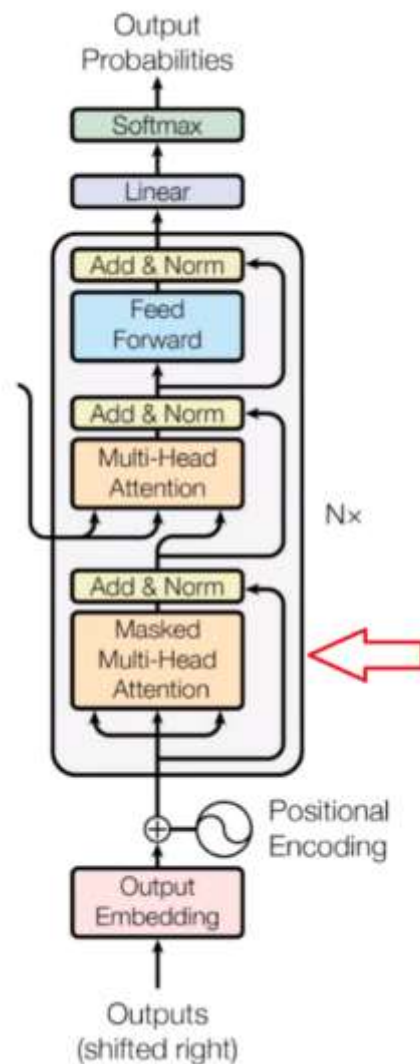 Output
Probabilities
Softmax
Linear
Add & Norm
Feed
Forward
Add & Norm
Multi-Head
Attention
N×
Add & Norm
Masked
Multi-Head
Attention
Positional
Encoding
Output
Embedding
Outputs
(shifted right)